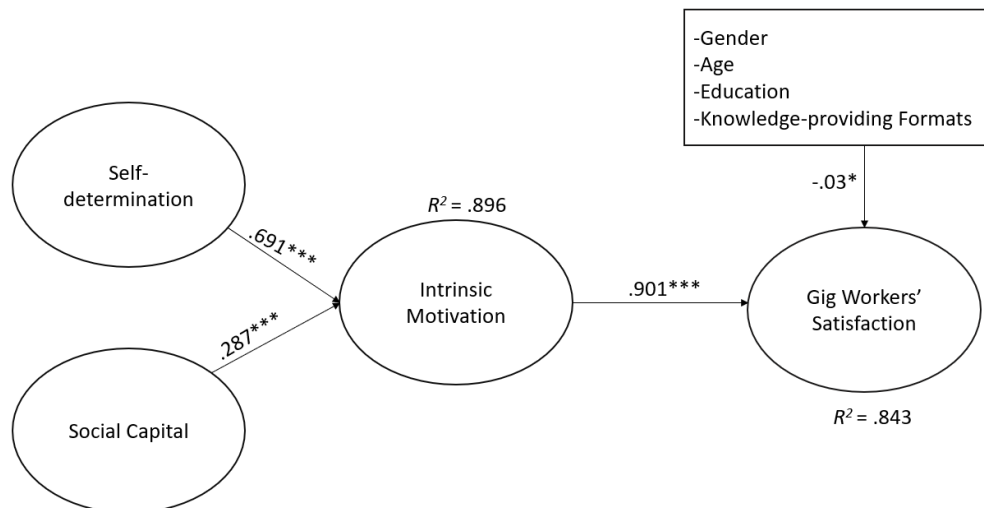 -Gender
-Age
-Education
-Knowledge-providing Formats
-.03*
Self-
determination
R² = .896
.691***
Intrinsic
Motivation
.901***
Gig Workers’
Satisfaction
.287***
Social Capital
R² = .843